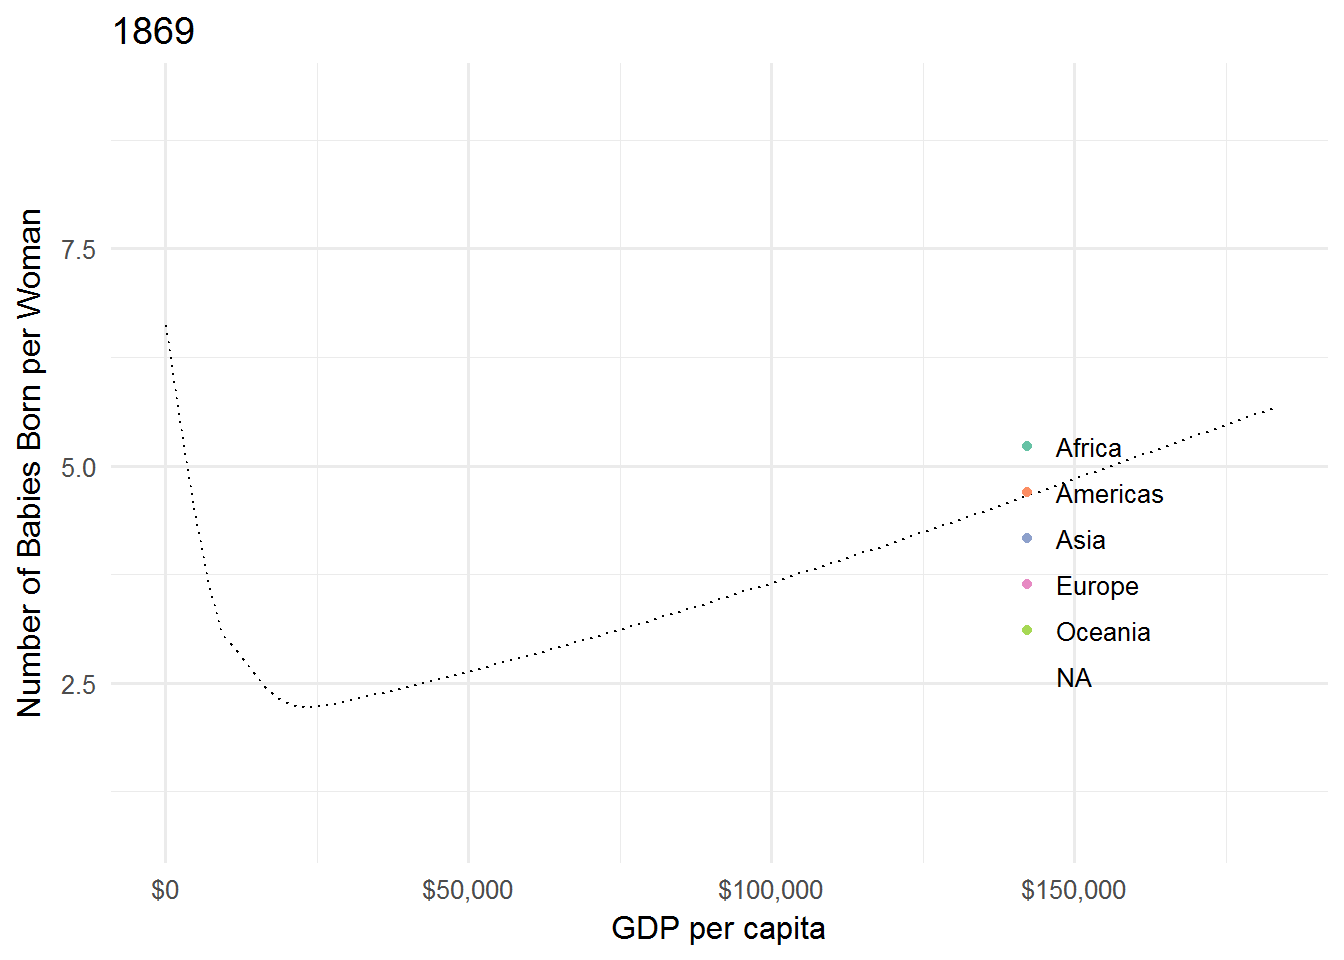 1869
Number of Babies Born per Woman
7.5
5.0
2.5
Africa
Americas
Asia
Europe
Oceania
NA
$0
$50,000
$100,000
$150,000
GDP per capita